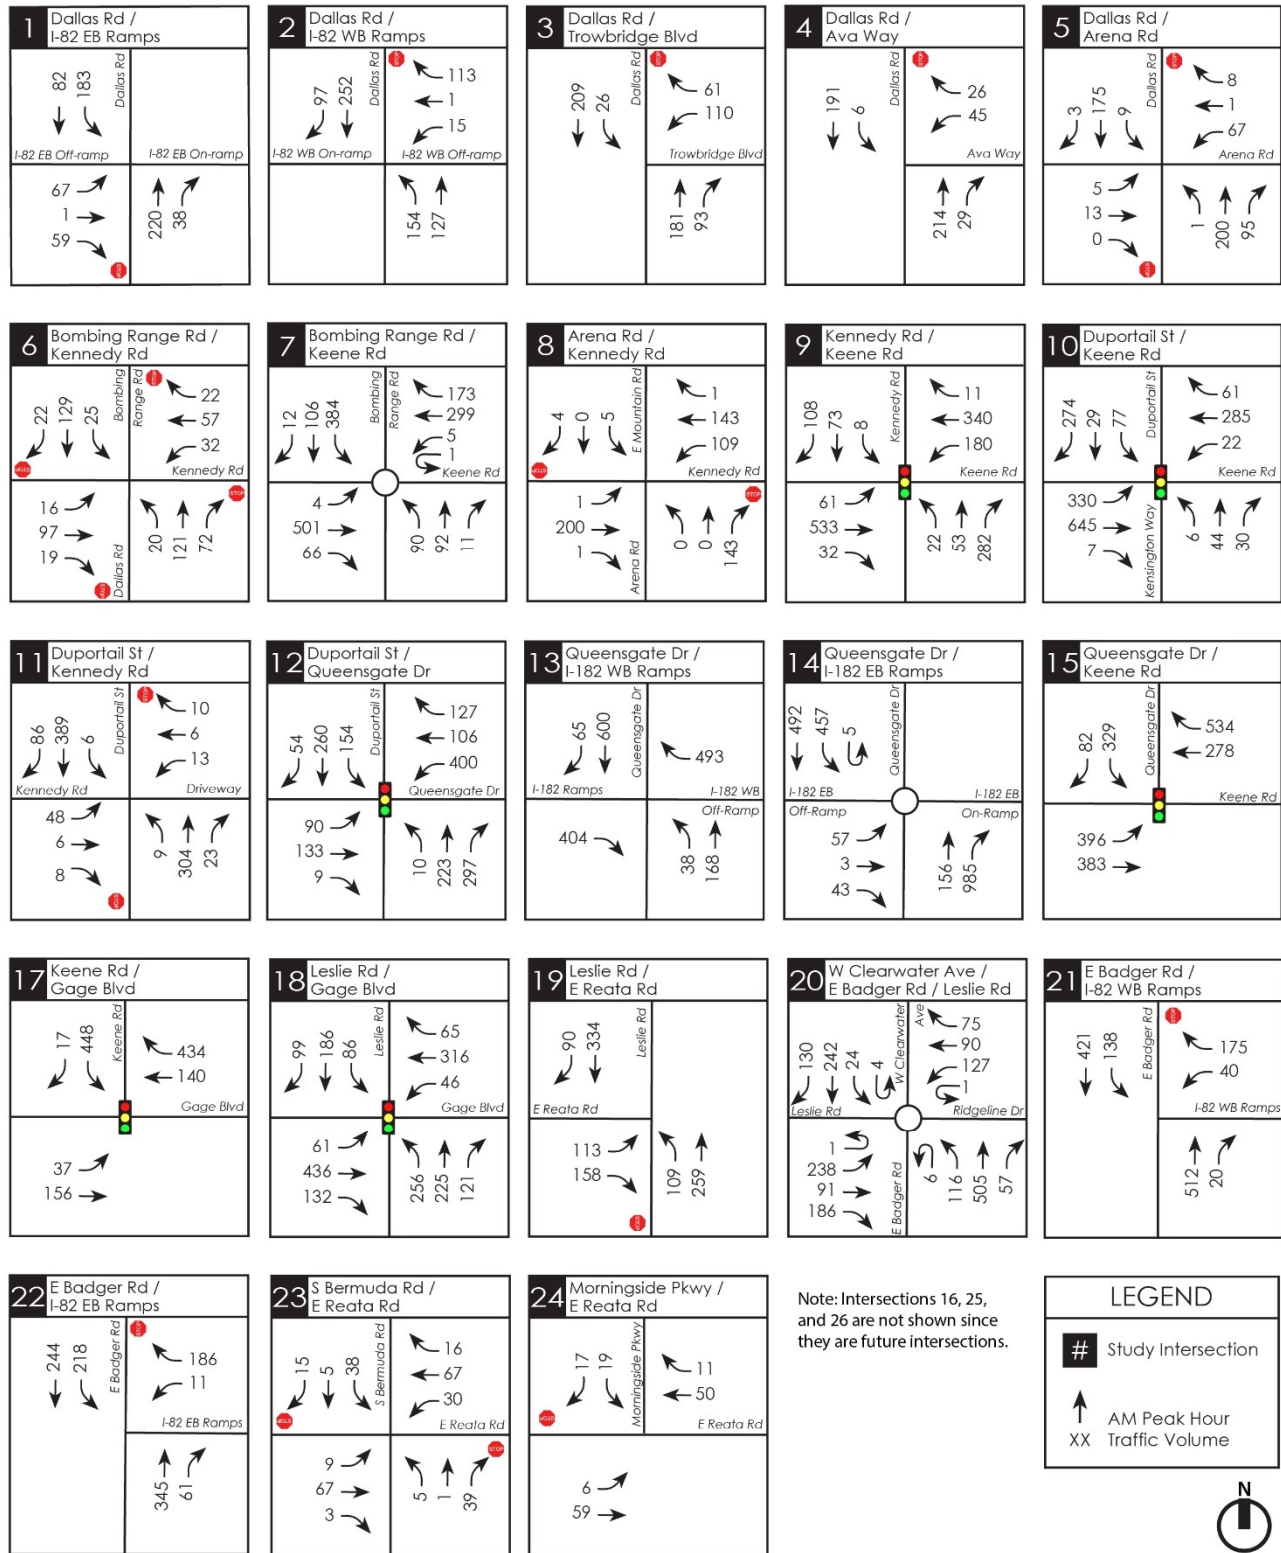 1
Dallas Rd /
I-82 EB Ramps
82
183
Dallas Rd
I-82 EB Off-ramp
I-82 EB On-ramp
67
1
59
STOP
220
38
2
Dallas Rd /
I-82 WB Ramps
97
252
Dallas Rd
STOP
113
1
15
I-82 WB On-ramp
I-82 WB Off-ramp
154
127
3
Dallas Rd /
Trowbridge Blvd
209
26
Dallas Rd
STOP
61
110
Trowbridge Blvd
181
93
4
Dallas Rd /
Ava Way
191
6
Dallas Rd
STOP
26
45
Ava Way
214
29
5
Dallas Rd /
Arena Rd
3
175
9
Dallas Rd
STOP
8
1
67
Arena Rd
5
13
0
STOP
1
200
95
6
Bombing Range Rd /
Kennedy Rd
22
129
25
Bombing
Range Rd
STOP
22
57
32
STOP
Kennedy Rd
STOP
16
97
19
STOP
Dallas Rd
20
121
72
7
Bombing Range Rd /
Keene Rd
12
106
384
Bombing
Range Rd
173
299
5
1
Keene Rd
4
501
66
90
92
11
8
Arena Rd /
Kennedy Rd
4
0
5
E Mountain Rd
1
143
109
STOP
Kennedy Rd
STOP
1
200
1
Arena Rd
0
0
143
9
Kennedy Rd /
Keene Rd
108
73
8
Kennedy Rd
11
340
180
Keene Rd
61
533
32
22
53
282
10
Duportail St /
Keene Rd
274
29
77
Duportail St
61
285
22
Keene Rd
330
645
7
Kensington Way
6
44
30
11
Duportail St /
Kennedy Rd
86
389
6
Duportail St
STOP
10
6
13
Kennedy Rd
Driveway
48
6
8
STOP
9
304
23
12
Duportail St /
Queensgate Dr
54
260
154
Duportail St
127
106
400
Queensgate Dr
90
133
9
10
223
297
13
Queensgate Dr /
I-182 WB Ramps
65
600
Queensgate Dr
493
I-182 Ramps
I-182 WB
Off-Ramp
404
38
168
14
Queensgate Dr /
I-182 EB Ramps
492
457
5
Queensgate Dr
I-182 EB
Off-Ramp
I-182 EB
On-Ramp
57
3
43
156
985
15
Queensgate Dr /
Keene Rd
82
329
Queensgate Dr
534
278
Keene Rd
396
383
17
Keene Rd /
Gage Blvd
17
448
Keene Rd
434
140
Gage Blvd
37
156
18
Leslie Rd /
Gage Blvd
99
186
86
Leslie Rd
65
316
46
Gage Blvd
61
436
132
256
225
121
19
Leslie Rd /
E Reata Rd
90
334
Leslie Rd
E Reata Rd
113
158
STOP
109
259
20
W Clearwater Ave /
E Badger Rd / Leslie Rd
130
242
24
4
W Clearwater
Ave
75
90
127
1
Leslie Rd
Ridgeline Dr
1
238
91
186
E Badger Rd
6
116
505
57
21
E Badger Rd /
I-82 WB Ramps
421
138
E Badger Rd
STOP
175
40
I-82 WB Ramps
512
20
22
E Badger Rd /
I-82 EB Ramps
244
218
E Badger Rd
STOP
186
11
I-82 EB Ramps
345
61
23
S Bermuda Rd /
E Reata Rd
15
5
38
S Bermuda Rd
16
67
30
STOP
E Reata Rd
STOP
9
67
3
5
1
39
24
Morningside Pkwy /
E Reata Rd
17
19
Morningside Pkwy
11
50
STOP
E Reata Rd
6
59
Note: Intersections 16, 25,
and 26 are not shown since
they are future intersections.
LEGEND
# Study Intersection
AM Peak Hour
XX Traffic Volume
N